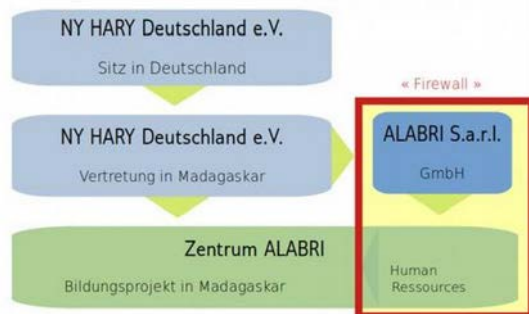 NY HARY Deutschland e.V.
Sitz in Deutschland
« Firewall »
NY HARY Deutschland e.V.
Vertretung in Madagaskar
ALABRI S.a.r.l.
GmbH
Zentrum ALABRI
Bildungsprojekt in Madagaskar
Human
Ressources